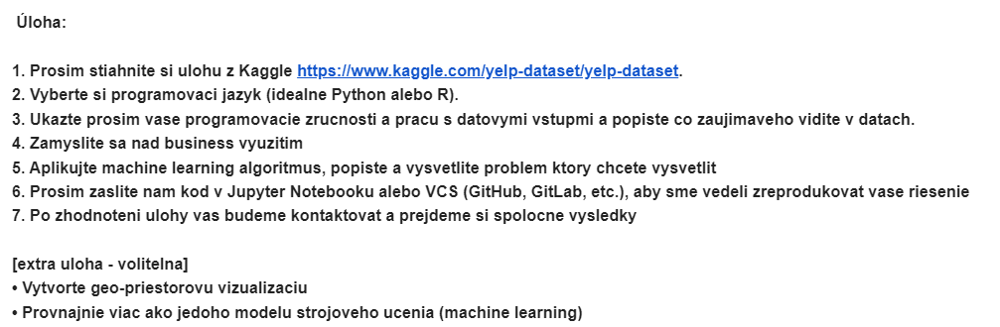 Úloha:
1. Prosim stiahnite si ulohu z Kaggle https://www.kaggle.com/yelp-dataset/yelp-dataset.
2. Vyberte si programovaci jazyk (idealne Python alebo R).
3. Ukazte prosim vase programovacie zrucnosti a pracu s datovymi vstupmi a popiste co zaujimaveho vidite v datach.
4. Zamyslite sa nad business vyuzitim
5. Aplikujte machine learning algoritmus, popiste a vysvetlite problem ktory chcete vysvetlit
6. Prosim zaslite nam kod v Jupyter Notebooku alebo VCS (GitHub, GitLab, etc.), aby sme vedeli zreprodukovat vase riesenie
7. Po zhodnoteni ulohy vas budeme kontaktovat a prejdeme si spolocne vysledky
[extra uloha - volitelna]
• Vytvorte geo-priestorovu vizualizaciu
• Provnajnie viac ako jedoho modelu strojoveho ucenia (machine learning)